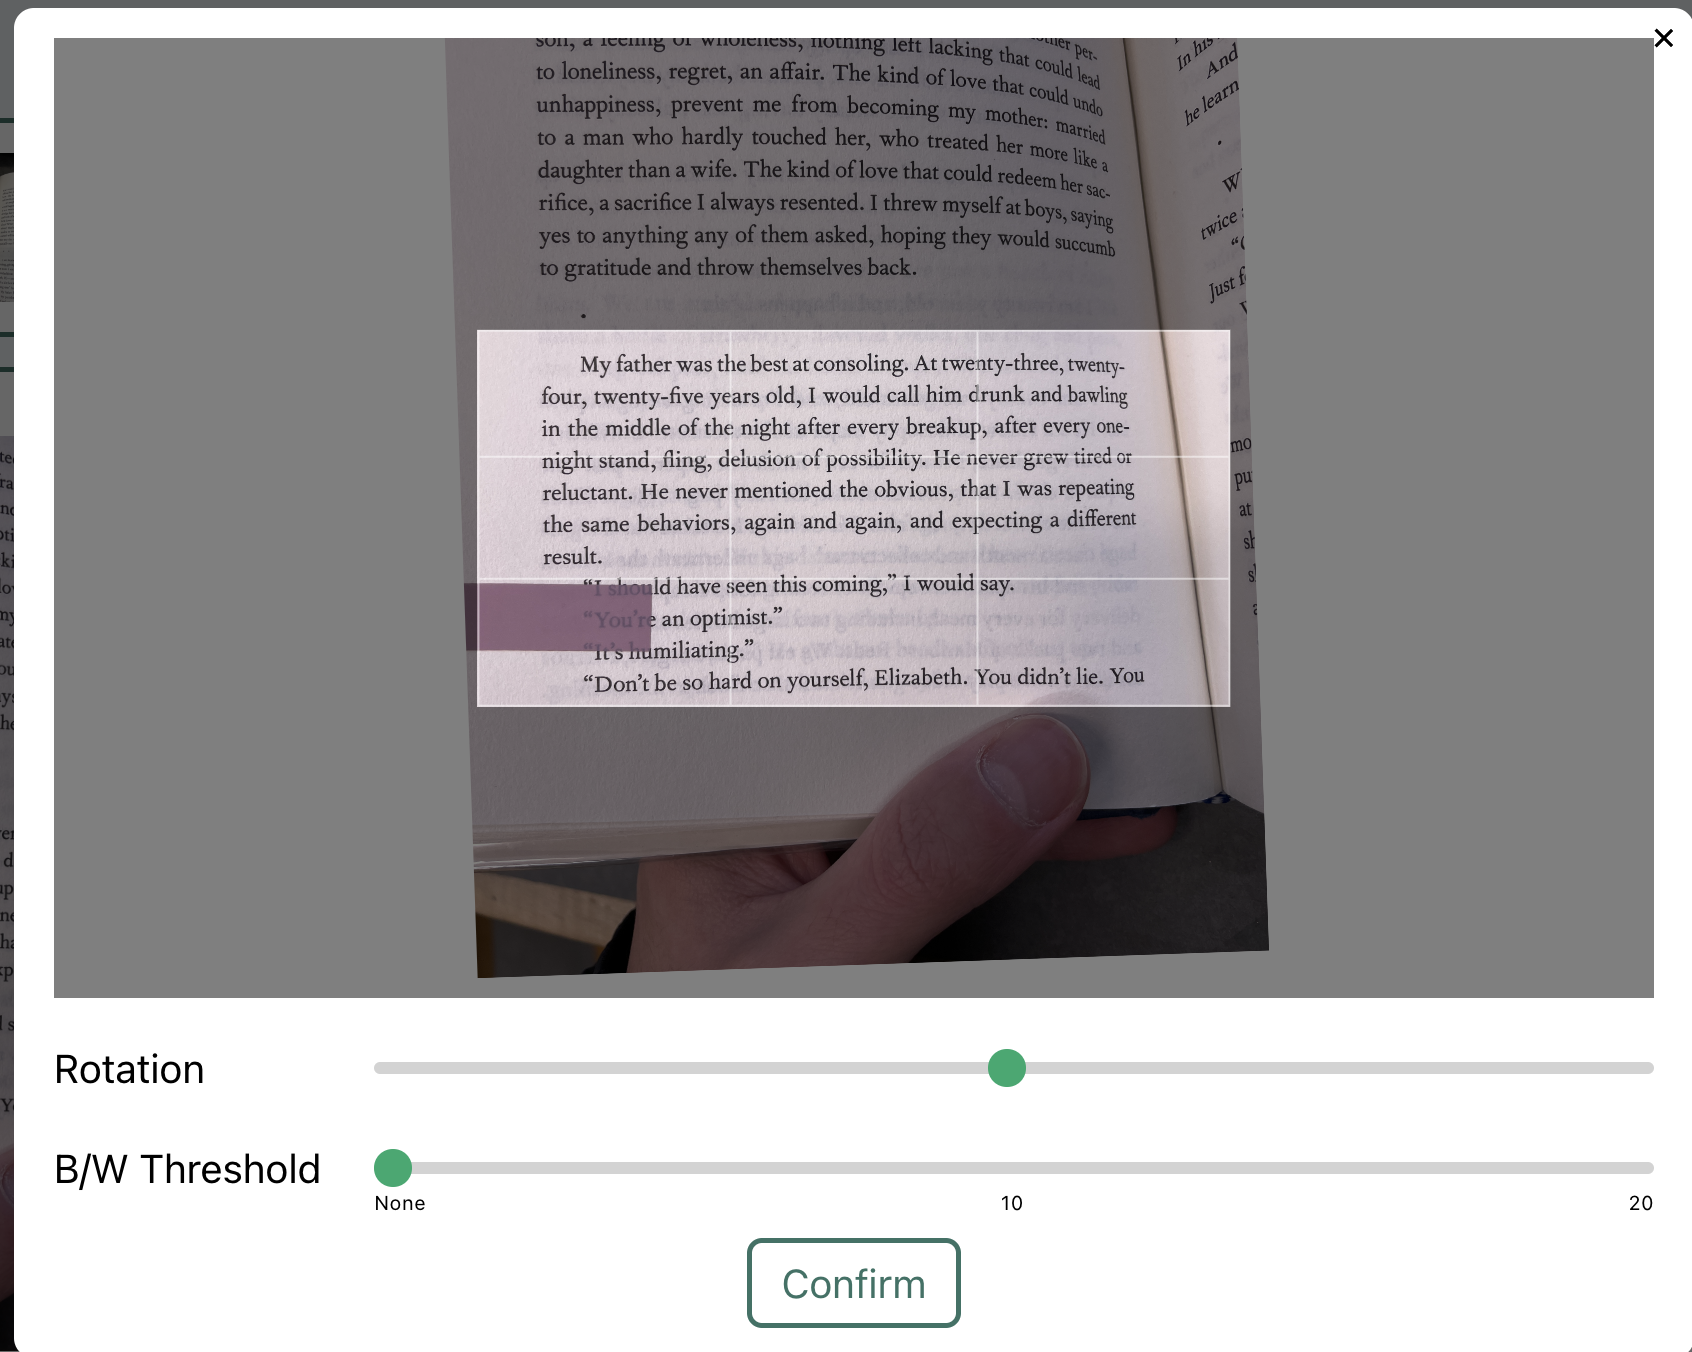 son, a feeling of wholeness, nothing left lacking that could lead
to loneliness, regret, an affair. The kind of love that could undo
unhappiness, prevent me from becoming my mother: married
to a man who hardly touched her, who treated her more like a
daughter than a wife. The kind of love that could redeem her sac-
rifice, a sacrifice I always resented. I threw myself at boys, saying
yes to anything any of them asked, hoping they would succumb
to gratitude and throw themselves back.
My father was the best at consoling. At twenty-three, twenty-
four, twenty-five years old, I would call him drunk and bawling
in the middle of the night after every breakup, after every one-
night stand, fling, delusion of possibility. He never grew tired or
reluctant. He never mentioned the obvious, that I was repeating
the same behaviors, again and again, and expecting a different
result.
“I should have seen this coming,” I would say.
“You’re an optimist.”
“It’s humiliating.”
“Don’t be so hard on yourself, Elizabeth. You didn’t lie. You
In his
And
he learn
twice
Just f
at
Rotation
B/W Threshold
None 10 20
Confirm